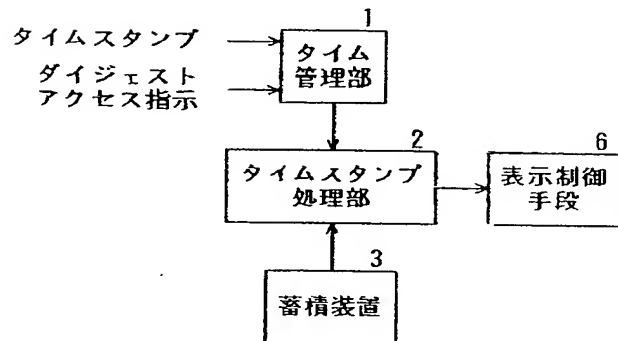 1
タイムスタンプ
タイム
管理部
ダイジェスト
アクセス指示
2
タイムスタンプ
処理部
6
表示制御
手段
3
蓄積装置